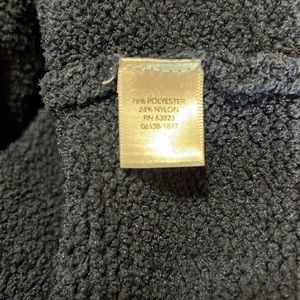 76% POLYESTER
24% NYLON
RN 63821
06138-1897